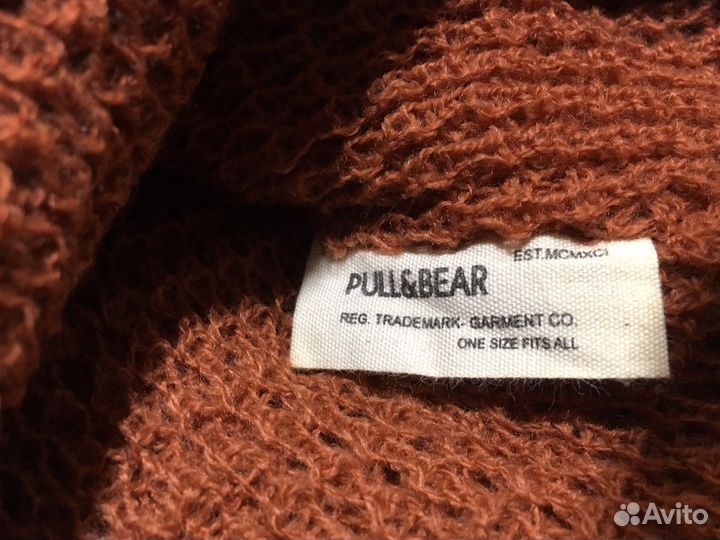 EST.MCMXCI
PULL&BEAR
REG. TRADEMARK- GARMENT CO.
ONE SIZE FITS ALL
Avito